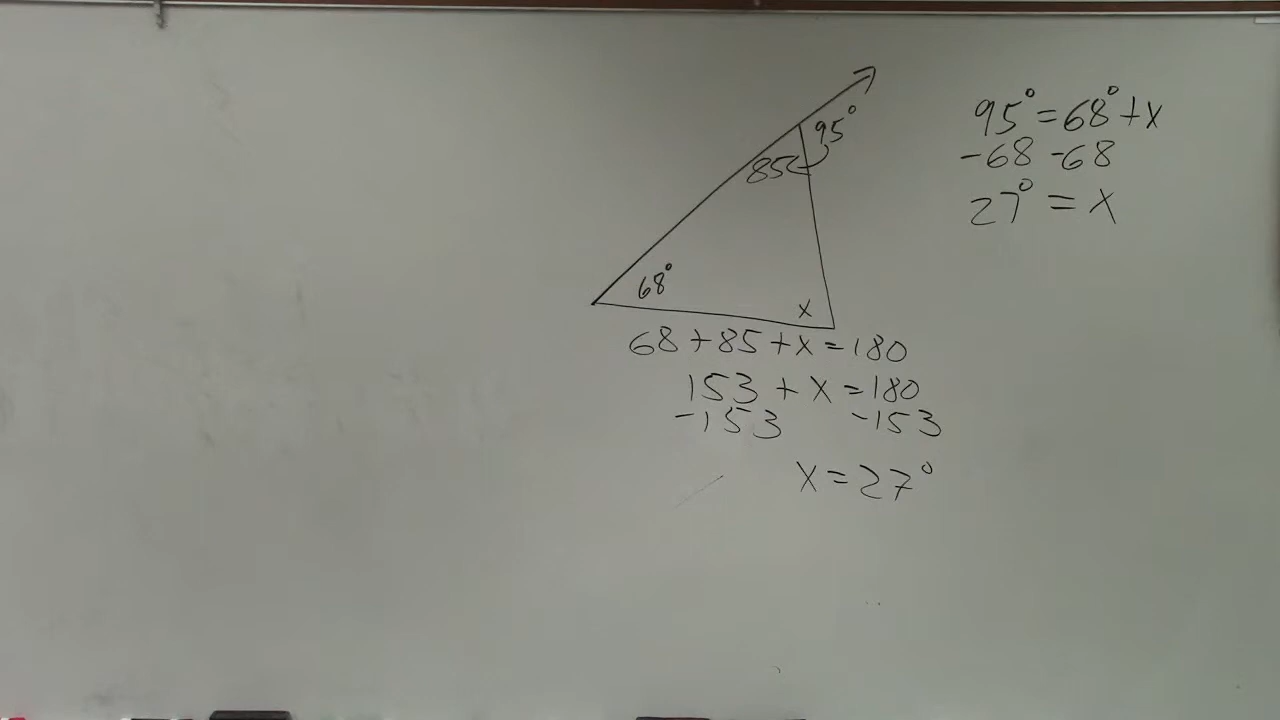 95°
85
68°
x
68+85+x=180
153+x=180
-153 -153
x=27°
95°=68°+x
-68 -68
27°=x